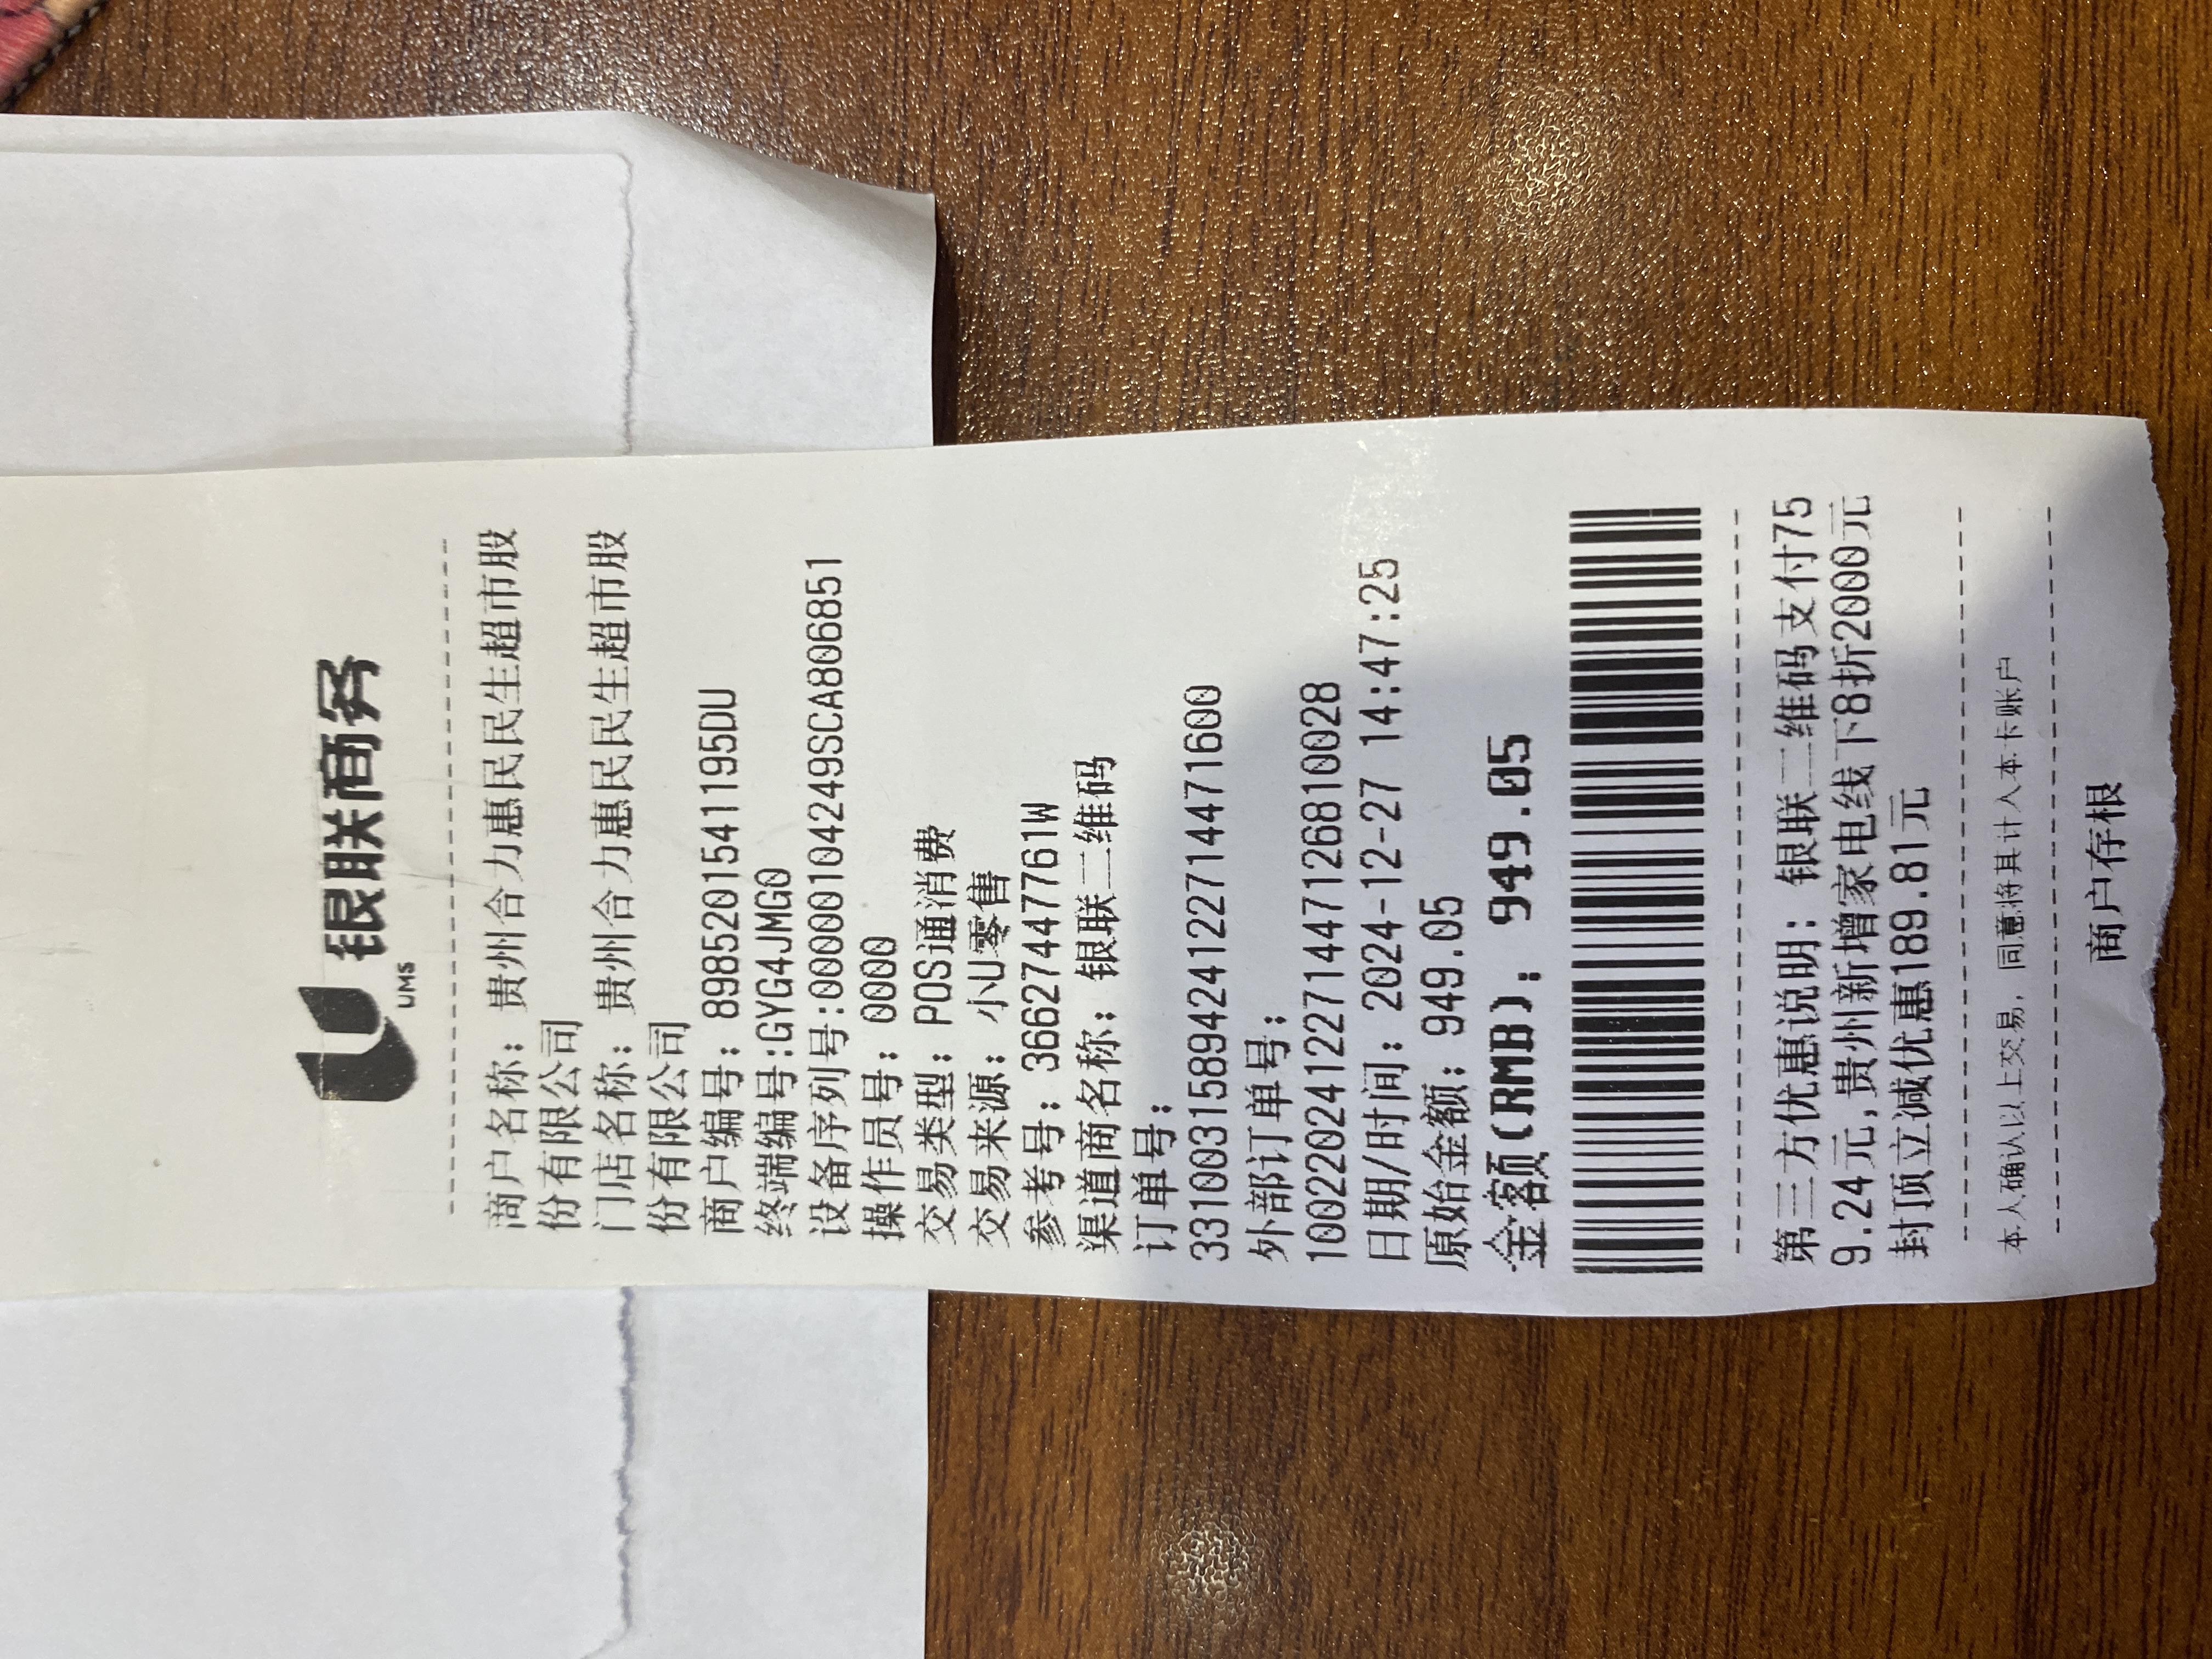 银联商务
UMS
商户名称: 贵州合力惠民民生超市股
份有限公司
门店名称: 贵州合力惠民民生超市股
份有限公司
商户编号: 8985201541195DU
终端编号:GYG4JMG0
设备序列号:00000104249SCA806851
操作员号: 0000
交易类型: POS通消费
交易来源: 小U零售
参考号: 36627447761W
渠道商名称: 银联二维码
订单号:
33100315894241227144771600
外部订单号:
10022024122714471268100​28
日期/时间: 2024-12-27 14:47:25
原始金额: 949.05
金额(RMB): 949.05
第三方优惠说明: 银联二维码支付75
9.24元,贵州新增家电线下8折2000元
封顶立减优惠189.81元
本人确认以上交易, 同意将其计入本卡账户
商户存根